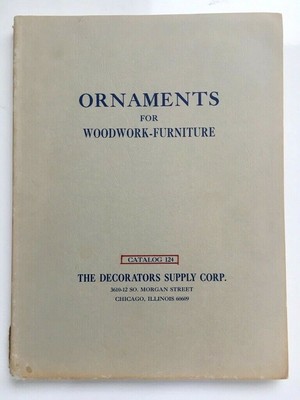 ORNAMENTS
FOR
WOODWORK-FURNITURE
CATALOG 124
THE DECORATORS SUPPLY CORP.
3610-12 SO. MORGAN STREET
CHICAGO, ILLINOIS 60609